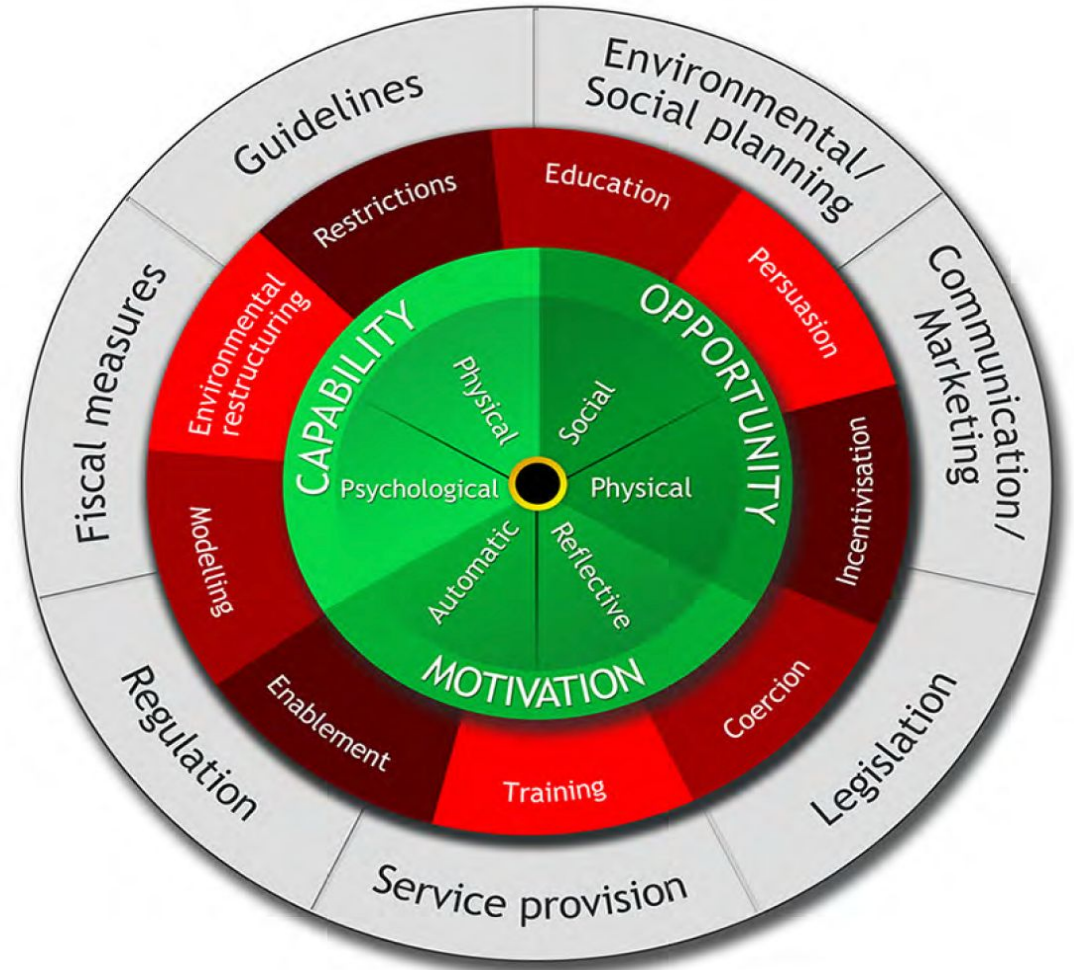 Guidelines
Environmental/
Social planning
Communication/
Marketing
Legislation
Service provision
Regulation
Fiscal measures
Restrictions
Education
Persuasion
Incentivisation
Coercion
Training
Enablement
Modelling
Environmental
restructuring
CAPABILITY
OPPORTUNITY
MOTIVATION
Physical
Social
Physical
Reflective
Automatic
Psychological